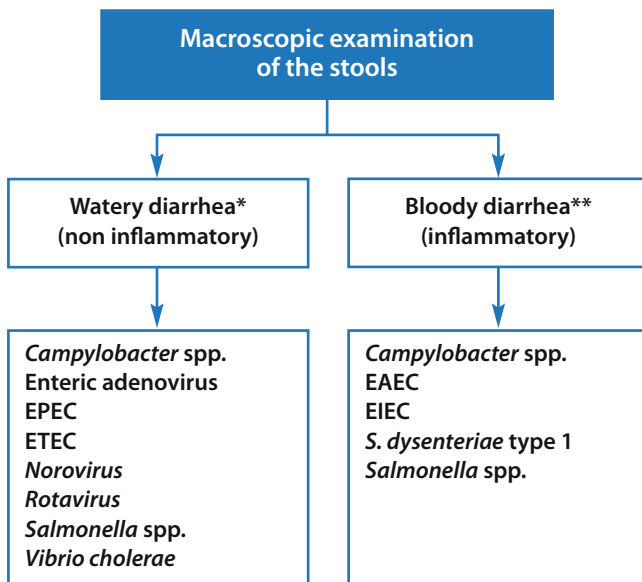 Macroscopic examination
of the stools
Watery diarrhea*
(non inflammatory)
Bloody diarrhea**
(inflammatory)
Campylobacter spp.
Enteric adenovirus
EPEC
ETEC
Norovirus
Rotavirus
Salmonella spp.
Vibrio cholerae
Campylobacter spp.
EAEC
EIEC
S. dysenteriae type 1
Salmonella spp.